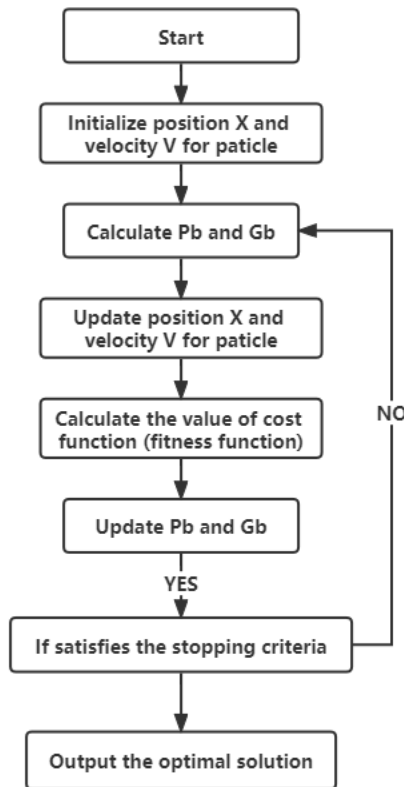 Start
Initialize position X and
velocity V for paticle
Calculate Pb and Gb
Update position X and
velocity V for paticle
NO
Calculate the value of cost
function (fitness function)
Update Pb and Gb
YES
If satisfies the stopping criteria
Output the optimal solution